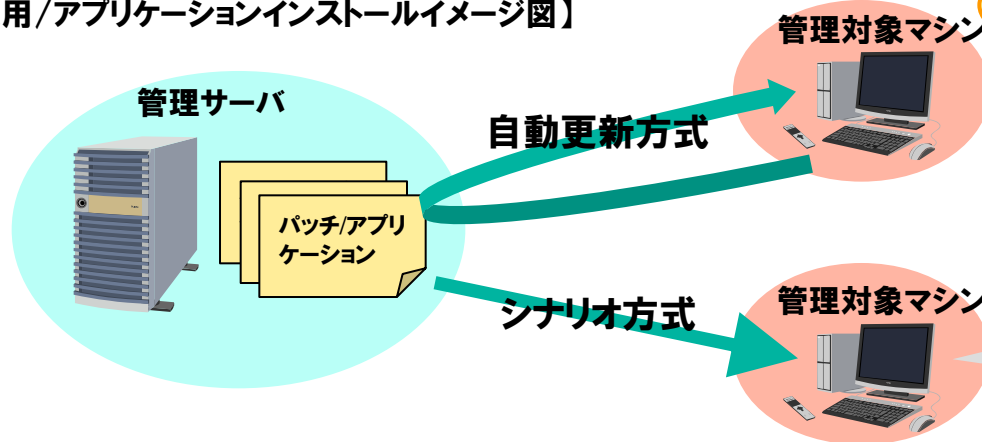 用/アプリケーションインストールイメージ図】
管理対象マシン
管理サーバ
自動更新方式
パッチ/アプリ
ケーション
管理対象マシン
シナリオ方式